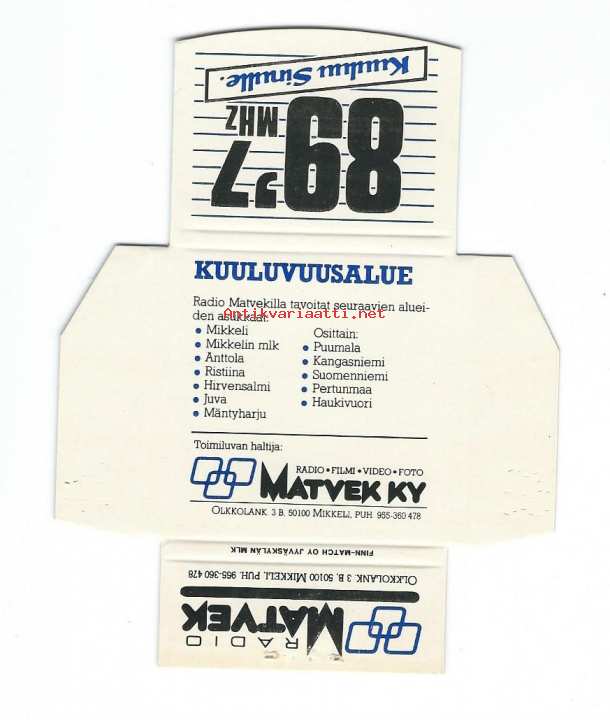 Kuuluu Sinulle.
89,7
MHZ
KUULUVUUSALUE
Radio Matvekilla tavoitat seuraavien aluei-
den asukkaat:
Antikvariaatti.net
• Mikkeli
• Mikkelin mlk
• Anttola
• Ristiina
• Hirvensalmi
• Juva
• Mäntyharju
Osittain:
• Puumala
• Kangasniemi
• Suomenniemi
• Pertunmaa
• Haukivuori
Toimiluvan haltija:
RADIO • FILMI • VIDEO • FOTO
MATVEK KY
OLKKOLANK. 3 B, 50100 MIKKELI, PUH. 955-360 478
FINN-MATCH OY JYVÄSKYLÄN MLK
OLKKOLANK. 3, B, 50100 MIKKELI, PUH. 955-360 478
MATVEK
RADIO